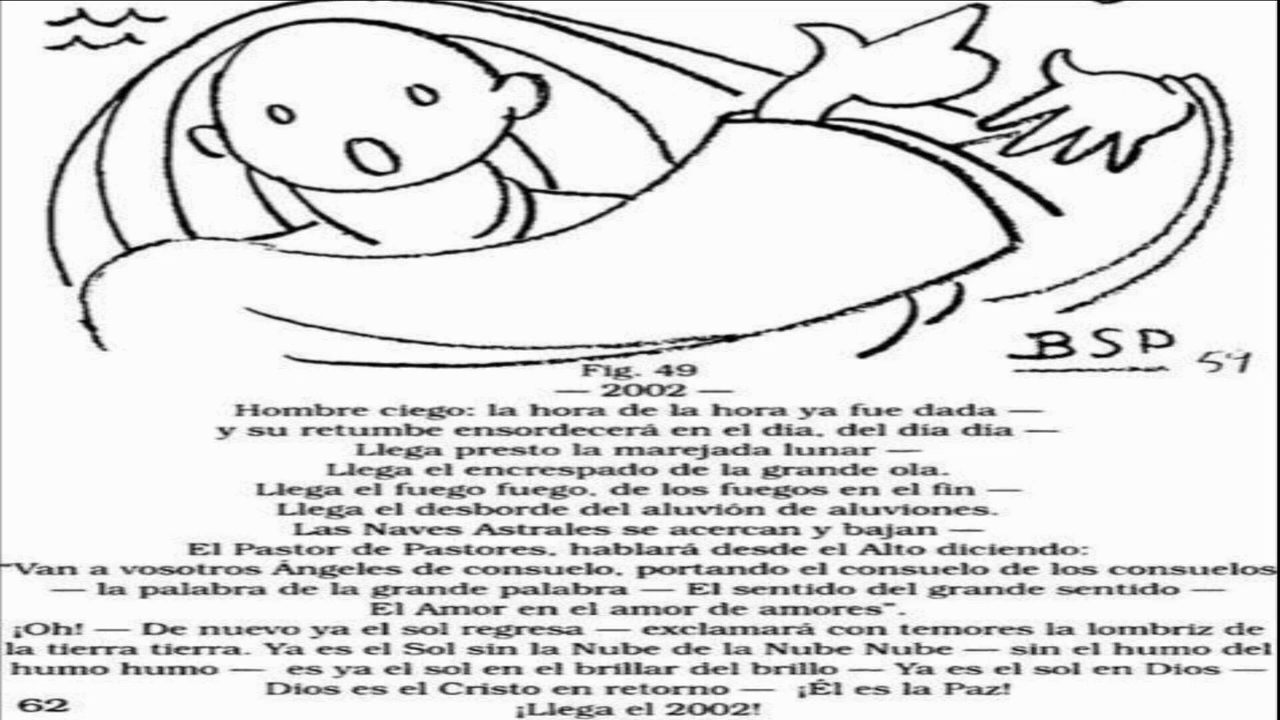 BSP 59
Fig. 49
— 2002 —
Hombre ciego: la hora de la hora ya fue dada —
y su retumbe ensordecerá en el día, del día día —
Llega presto la marejada lunar —
Llega el encrespado de la grande ola.
Llega el fuego fuego, de los fuegos en el fin —
Llega el desborde del aluvión de aluviones.
Las Naves Astrales se acercan y bajan —
El Pastor de Pastores, hablará desde el Alto diciendo:
"Van a vosotros Ángeles de consuelo, portando el consuelo de los consuelos
— la palabra de la grande palabra — El sentido del grande sentido —
El Amor en el amor de amores".
¡Oh! — De nuevo ya el sol regresa — exclamará con temores la lombriz de
la tierra tierra. Ya es el Sol sin la Nube de la Nube Nube — sin el humo del
humo humo — es ya el sol en el brillar del brillo — Ya es el sol en Dios —
Dios es el Cristo en retorno — ¡Él es la Paz!
¡Llega el 2002!
62